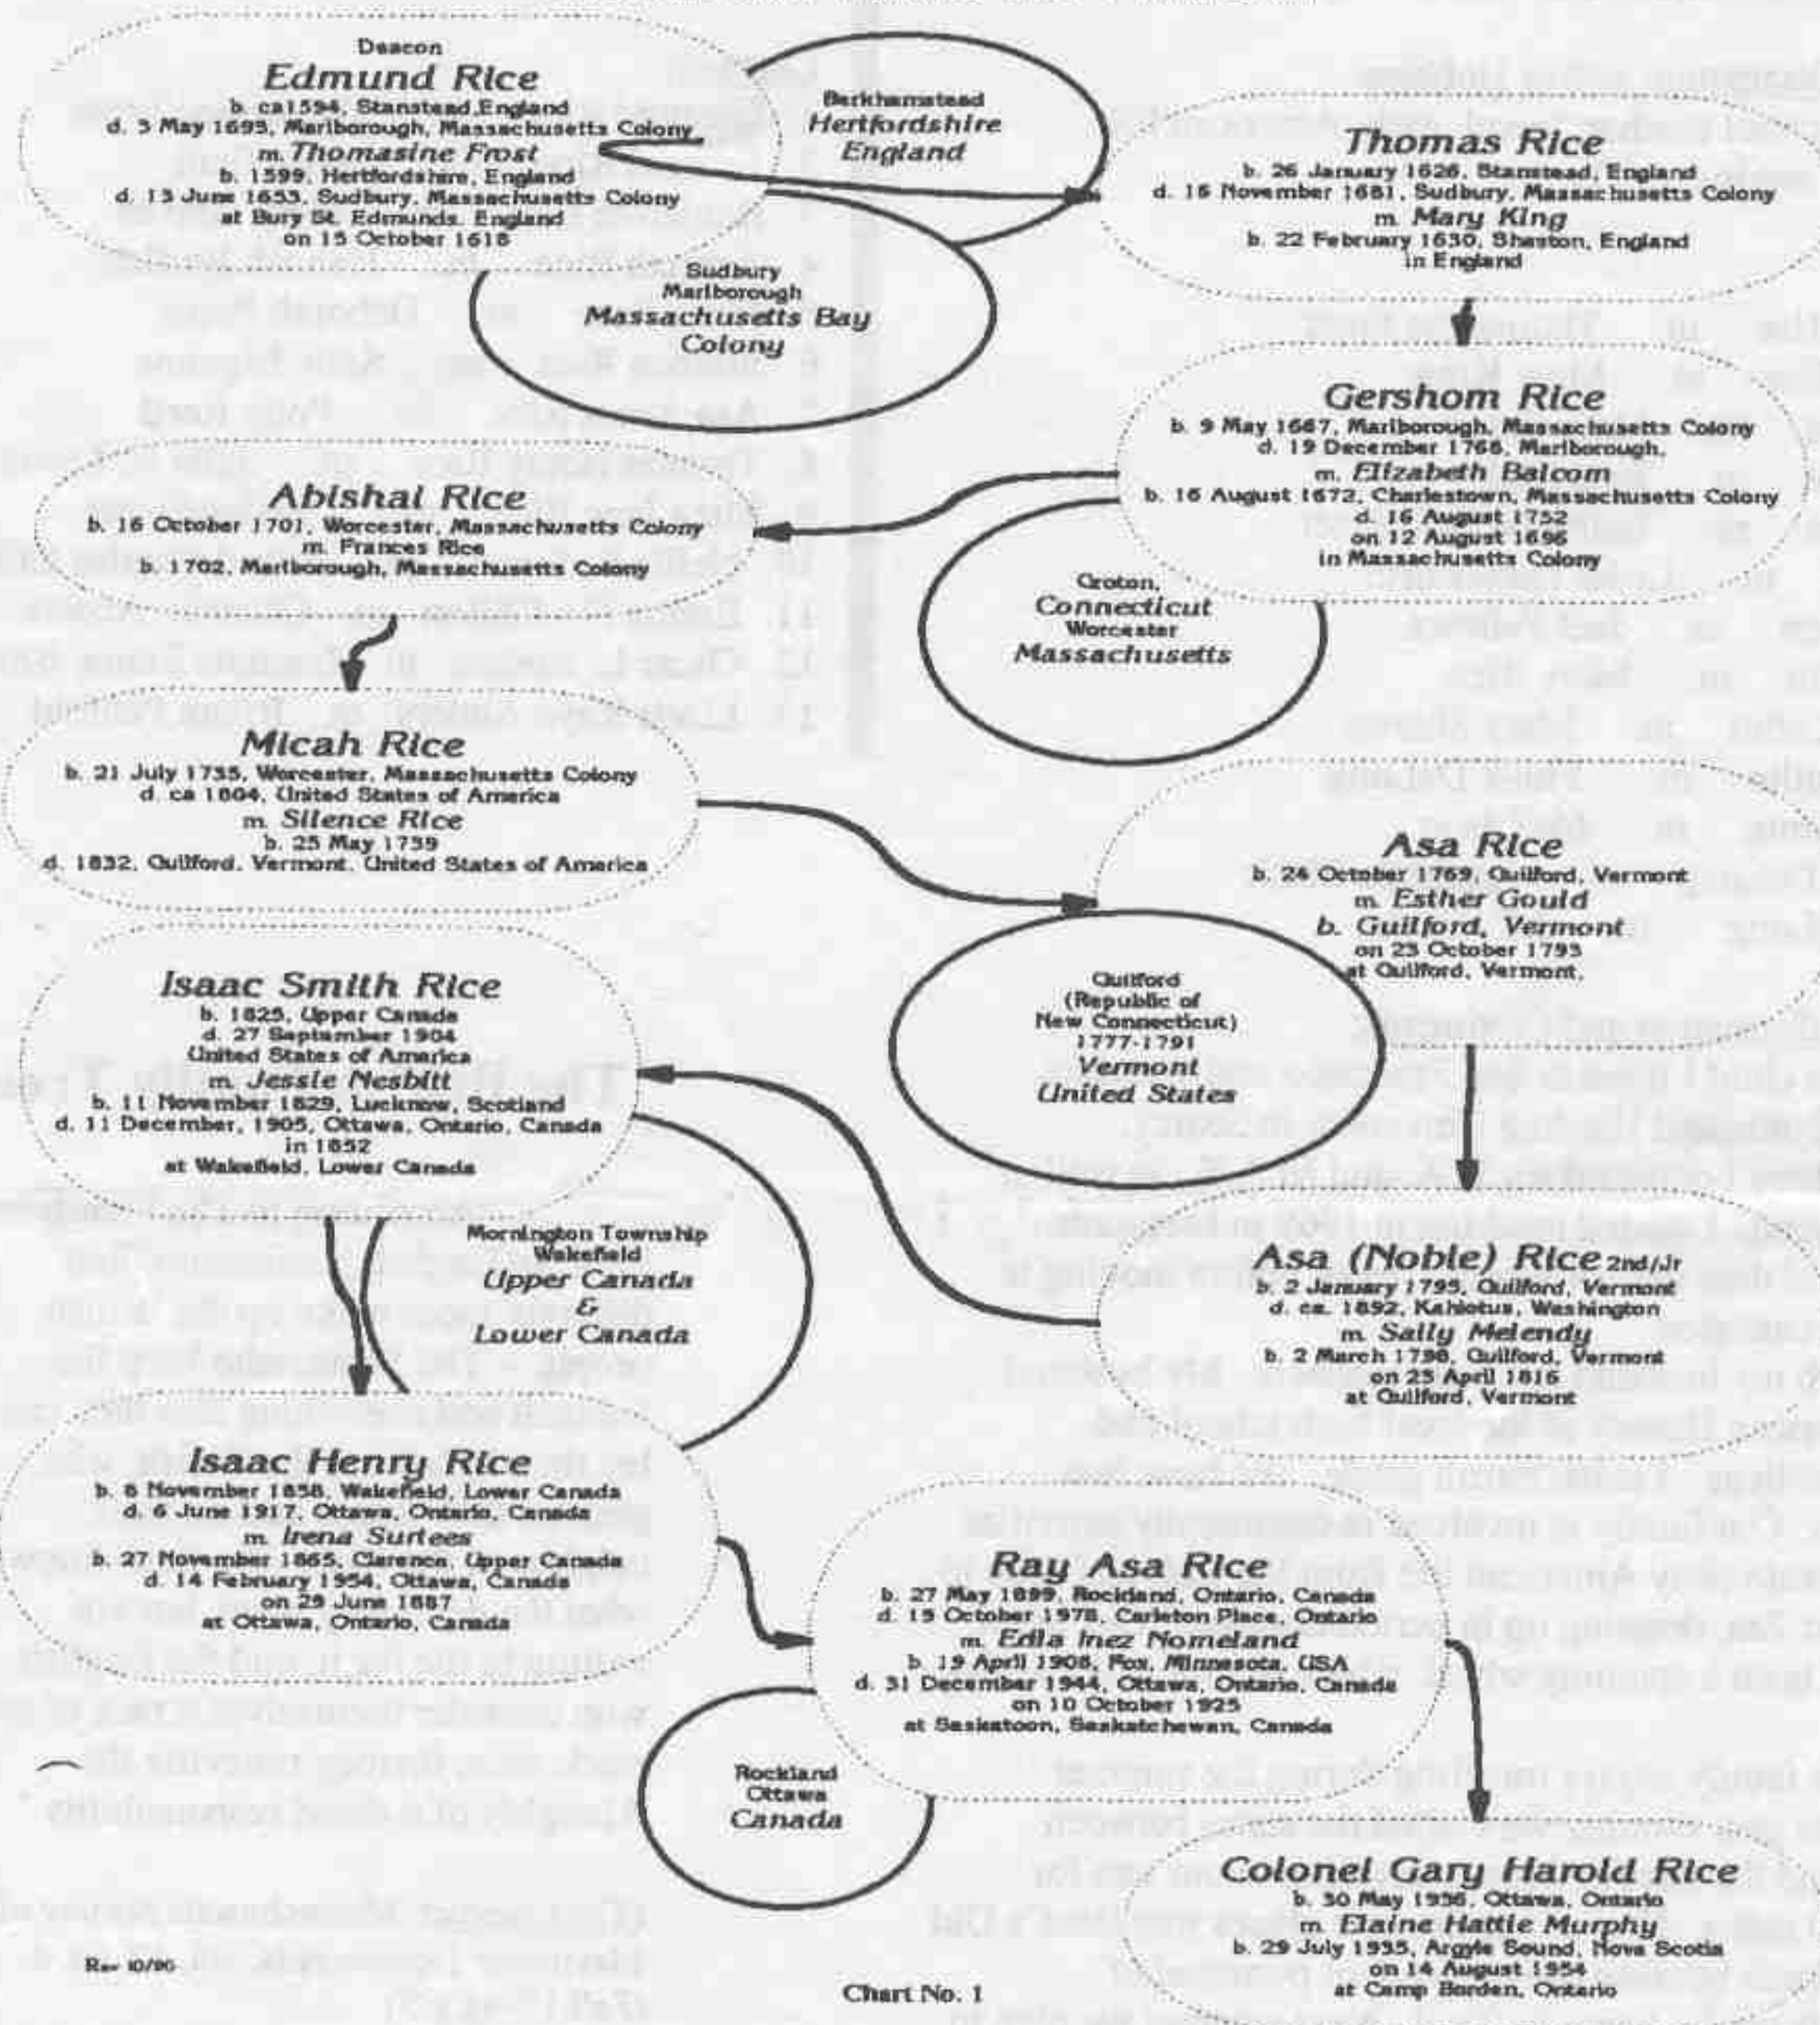 Deacon
Edmund Rice
b. ca1594, Stanstead, England
d. 3 May 1693, Marlborough, Massachusetts Colony
m. Thomasine Frost
b. 1599, Hertfordshire, England
d. 13 June 1653, Sudbury, Massachusetts Colony
at Bury St. Edmunds, England
on 15 October 1618
Berkhamstead
Hertfordshire
England
Thomas Rice
b. 26 January 1626, Stanstead, England
d. 16 November 1681, Sudbury, Massachusetts Colony
m. Mary King
b. 22 February 1630, Shaston, England
in England
Sudbury
Marlborough
Massachusetts Bay
Colony
Gershom Rice
b. 9 May 1667, Marlborough, Massachusetts Colony
d. 19 December 1768, Marlborough,
m. Elizabeth Balcom
b. 16 August 1672, Charlestown, Massachusetts Colony
d. 16 August 1752
on 12 August 1696
in Massachusetts Colony
Abishal Rice
b. 16 October 1701, Worcester, Massachusetts Colony
m. Frances Rice
b. 1702, Marlborough, Massachusetts Colony
Groton,
Connecticut
Worcester
Massachusetts
Micah Rice
b. 21 July 1735, Worcester, Massachusetts Colony
d. ca 1804, United States of America
m. Silence Rice
b. 25 May 1739
d. 1832, Guilford, Vermont, United States of America
Asa Rice
b. 24 October 1769, Guilford, Vermont
m. Esther Gould
b. Guilford, Vermont
on 23 October 1793
at Guilford, Vermont,
Guilford
(Republic of
New Connecticut)
1777-1791
Vermont
United States
Isaac Smith Rice
b. 1825, Upper Canada
d. 27 September 1904
United States of America
m. Jessie Nesbitt
b. 11 November 1829, Lucknow, Scotland
d. 11 December, 1905, Ottawa, Ontario, Canada
in 1852
at Wakefield, Lower Canada
Mornington Township
Wakefield
Upper Canada
&
Lower Canada
Asa (Noble) Rice 2nd/Jr
b. 2 January 1795, Guilford, Vermont
d. ca. 1892, Kahlotus, Washington
m. Sally Melendy
b. 2 March 1798, Guilford, Vermont
on 25 April 1816
at Guilford, Vermont
Isaac Henry Rice
b. 8 November 1858, Wakefield, Lower Canada
d. 6 June 1917, Ottawa, Ontario, Canada
m. Irena Surtees
b. 27 November 1865, Clarence, Upper Canada
d. 14 February 1954, Ottawa, Canada
on 29 June 1887
at Ottawa, Ontario, Canada
Ray Asa Rice
b. 27 May 1899, Rockland, Ontario, Canada
d. 15 October 1978, Carleton Place, Ontario
m. Edla Inez Nomeland
b. 19 April 1908, Fox, Minnesota, USA
d. 31 December 1944, Ottawa, Ontario, Canada
on 10 October 1925
at Saskatoon, Saskatchewan, Canada
Rockland
Ottawa
Canada
Colonel Gary Harold Rice
b. 30 May 1936, Ottawa, Ontario
m. Elaine Hattie Murphy
b. 29 July 1935, Argyle Sound, Nova Scotia
on 14 August 1954
at Camp Borden, Ontario
Rev 10/90
Chart No. 1